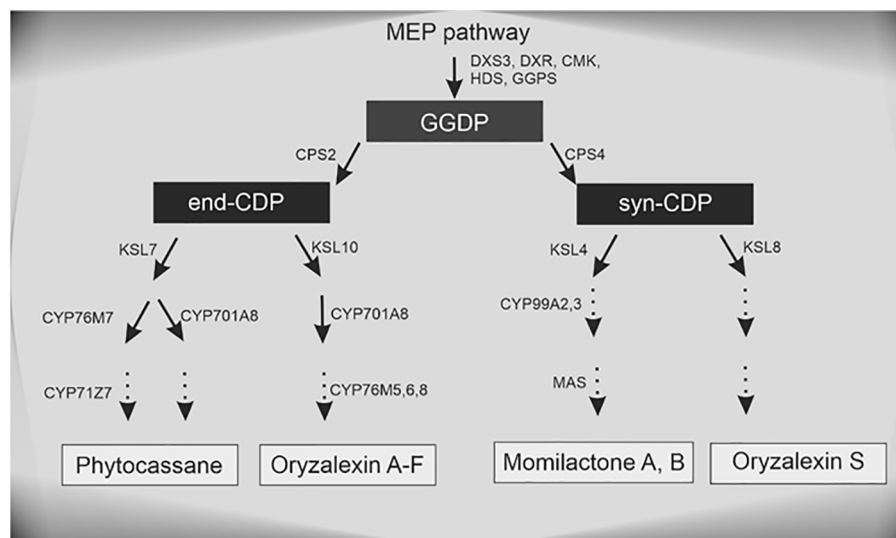 MEP pathway
DXS3, DXR, CMK,
HDS, GGPS
GGDP
CPS2
CPS4
end-CDP
syn-CDP
KSL7
KSL10
KSL4
KSL8
CYP76M7
CYP701A8
CYP701A8
CYP99A2,3
CYP71Z7
CYP76M5,6,8
MAS
Phytocassane
Oryzalexin A-F
Momilactone A, B
Oryzalexin S